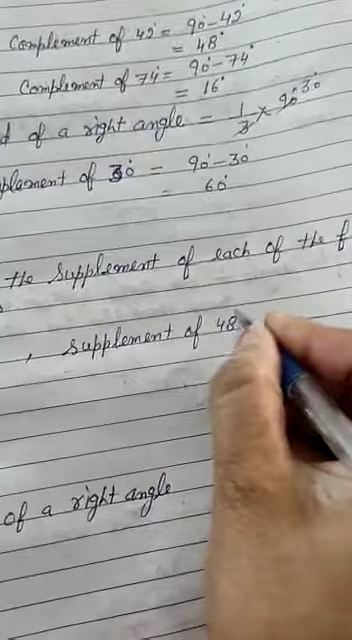 Complement of 42° = 90° - 42°
= 48°
Complement of 74° = 90° - 74°
= 16°
of a right angle = 1/3 × 90° 30°
plement of 30° = 90° - 30°
= 60°
the supplement of each of the f
, supplement of 48
of a right angle